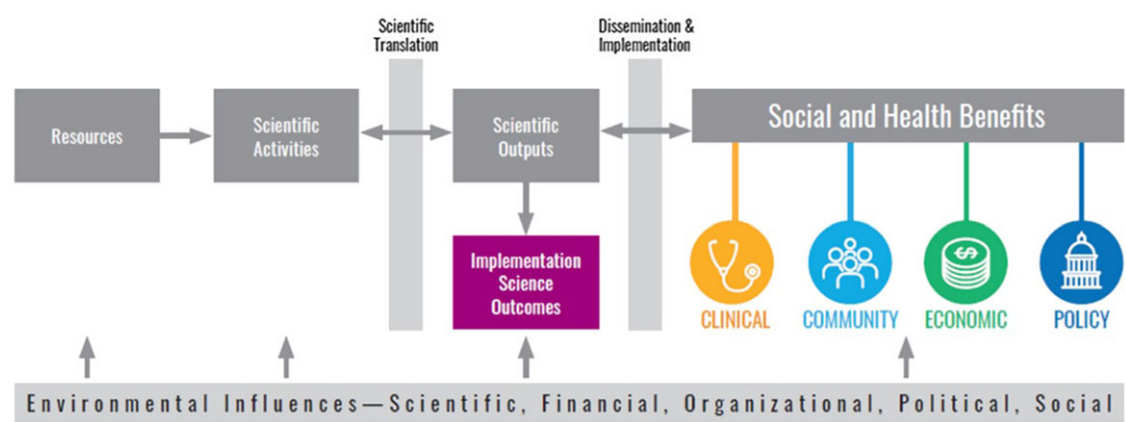 Scientific
Translation
Dissemination &
Implementation
Resources
Scientific
Activities
Scientific
Outputs
Social and Health Benefits
Implementation
Science
Outcomes
$
CLINICAL
COMMUNITY
ECONOMIC
POLICY
Environmental Influences—Scientific, Financial, Organizational, Political, Social